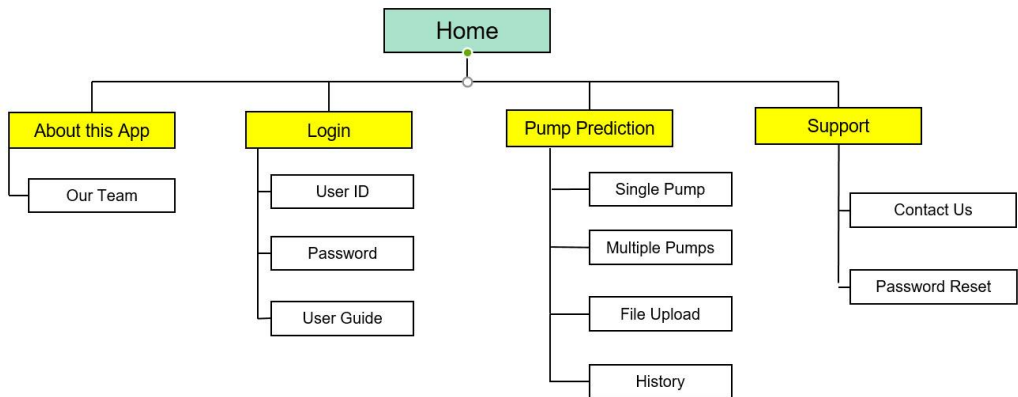 Home
About this App
Login
Pump Prediction
Support
Our Team
User ID
Password
User Guide
Single Pump
Multiple Pumps
File Upload
History
Contact Us
Password Reset